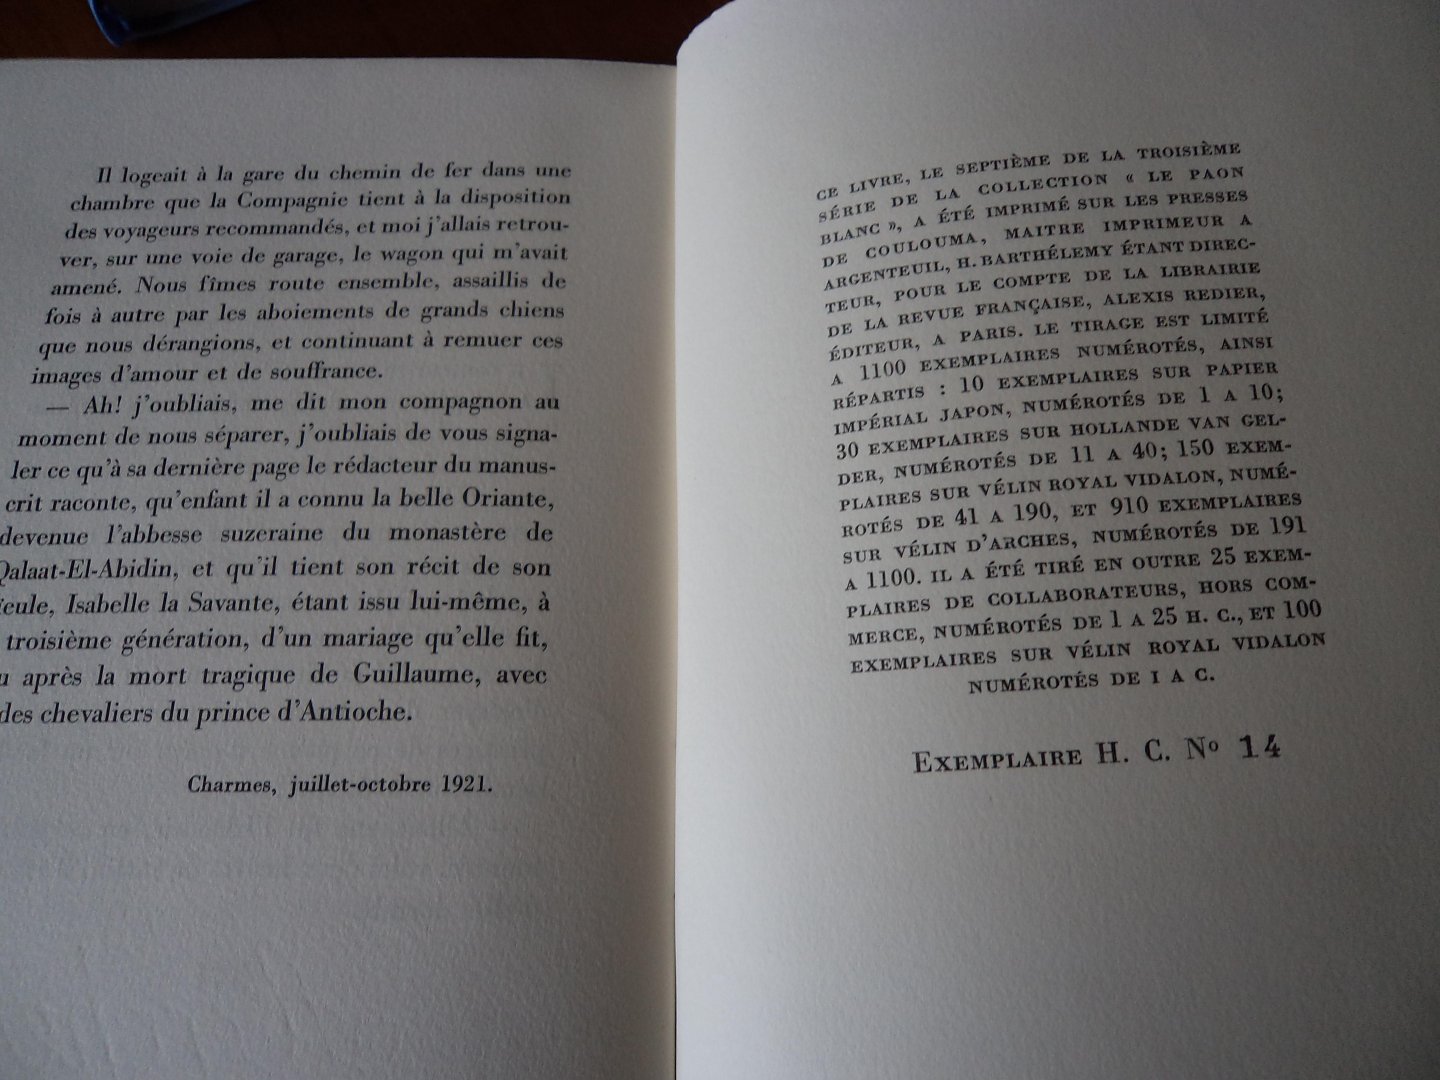 Il logeait à la gare du chemin de fer dans une
chambre que la Compagnie tient à la disposition
des voyageurs recommandés, et moi j'allais retrou-
ver, sur une voie de garage, le wagon qui m'avait
amené. Nous fîmes route ensemble, assaillis de
fois à autre par les aboiements de grands chiens
que nous dérangions, et continuant à remuer ces
images d'amour et de souffrance.
— Ah! j'oubliais, me dit mon compagnon au
moment de nous séparer, j'oubliais de vous signa-
ler ce qu'à sa dernière page le rédacteur du manus-
crit raconte, qu'enfant il a connu la belle Oriante,
devenue l'abbesse suzeraine du monastère de
Qalaat-El-Abidin, et qu'il tient son récit de son
eule, Isabelle la Savante, étant issu lui-même, à
troisième génération, d'un mariage qu'elle fit,
u après la mort tragique de Guillaume, avec
des chevaliers du prince d'Antioche.
Charmes, juillet-octobre 1921.
CE LIVRE, LE SEPTIÈME DE LA TROISIÈME
SÉRIE DE LA COLLECTION « LE PAON
BLANC », A ÉTÉ IMPRIMÉ SUR LES PRESSES
DE COULOUMA, MAITRE IMPRIMEUR A
ARGENTEUIL, H. BARTHÉLEMY ÉTANT DIREC-
TEUR, POUR LE COMPTE DE LA LIBRAIRIE
DE LA REVUE FRANÇAISE, ALEXIS REDIER,
ÉDITEUR, A PARIS. LE TIRAGE EST LIMITÉ
A 1100 EXEMPLAIRES NUMÉROTÉS, AINSI
RÉPARTIS : 10 EXEMPLAIRES SUR PAPIER
IMPÉRIAL JAPON, NUMÉROTÉS DE 1 A 10;
30 EXEMPLAIRES SUR HOLLANDE VAN GEL-
DER, NUMÉROTÉS DE 11 A 40; 150 EXEM-
PLAIRES SUR VÉLIN ROYAL VIDALON, NUMÉ-
ROTÉS DE 41 A 190, ET 910 EXEMPLAIRES
SUR VÉLIN D'ARCHES, NUMÉROTÉS DE 191
A 1100. IL A ÉTÉ TIRÉ EN OUTRE 25 EXEM-
PLAIRES DE COLLABORATEURS, HORS COM-
MERCE, NUMÉROTÉS DE 1 A 25 H. C., ET 100
EXEMPLAIRES SUR VÉLIN ROYAL VIDALON
NUMÉROTÉS DE I A C.
EXEMPLAIRE H. C. Nº 14